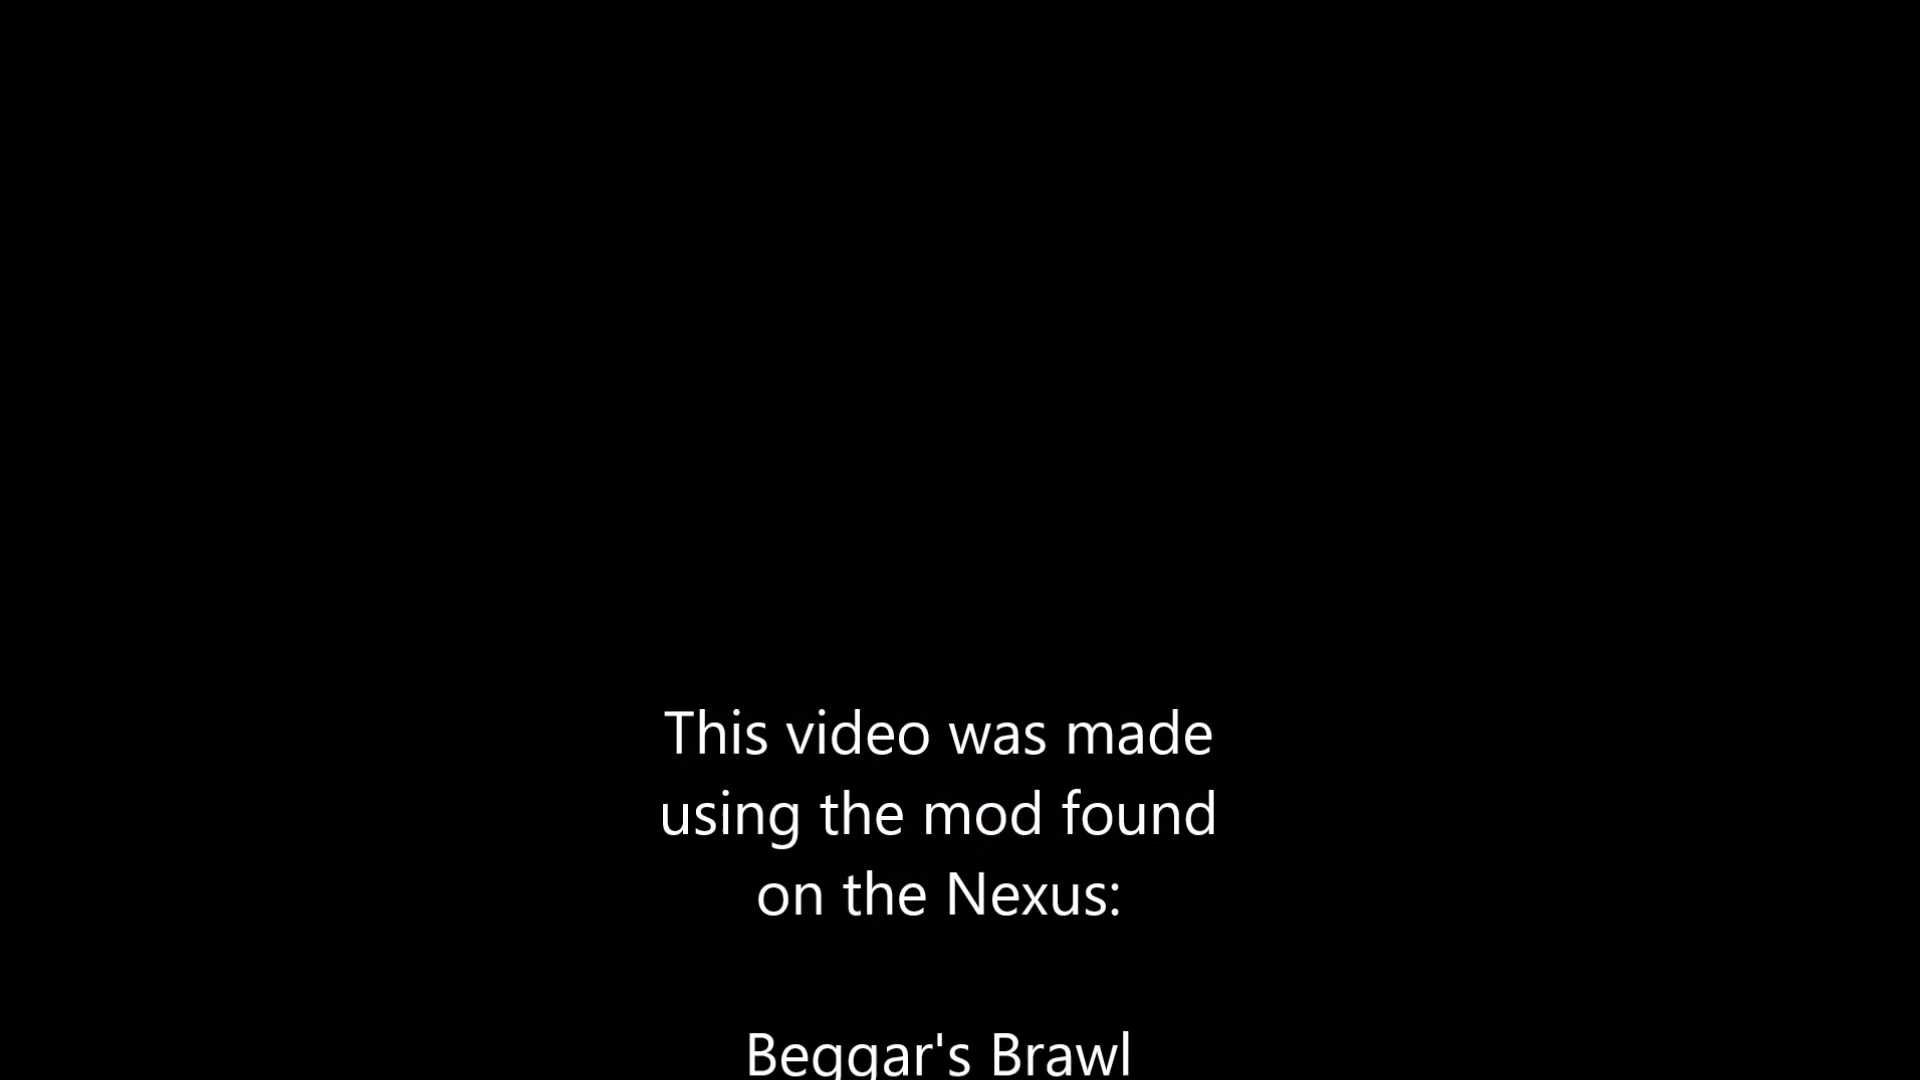 This video was made
using the mod found
on the Nexus:
Beggar's Brawl